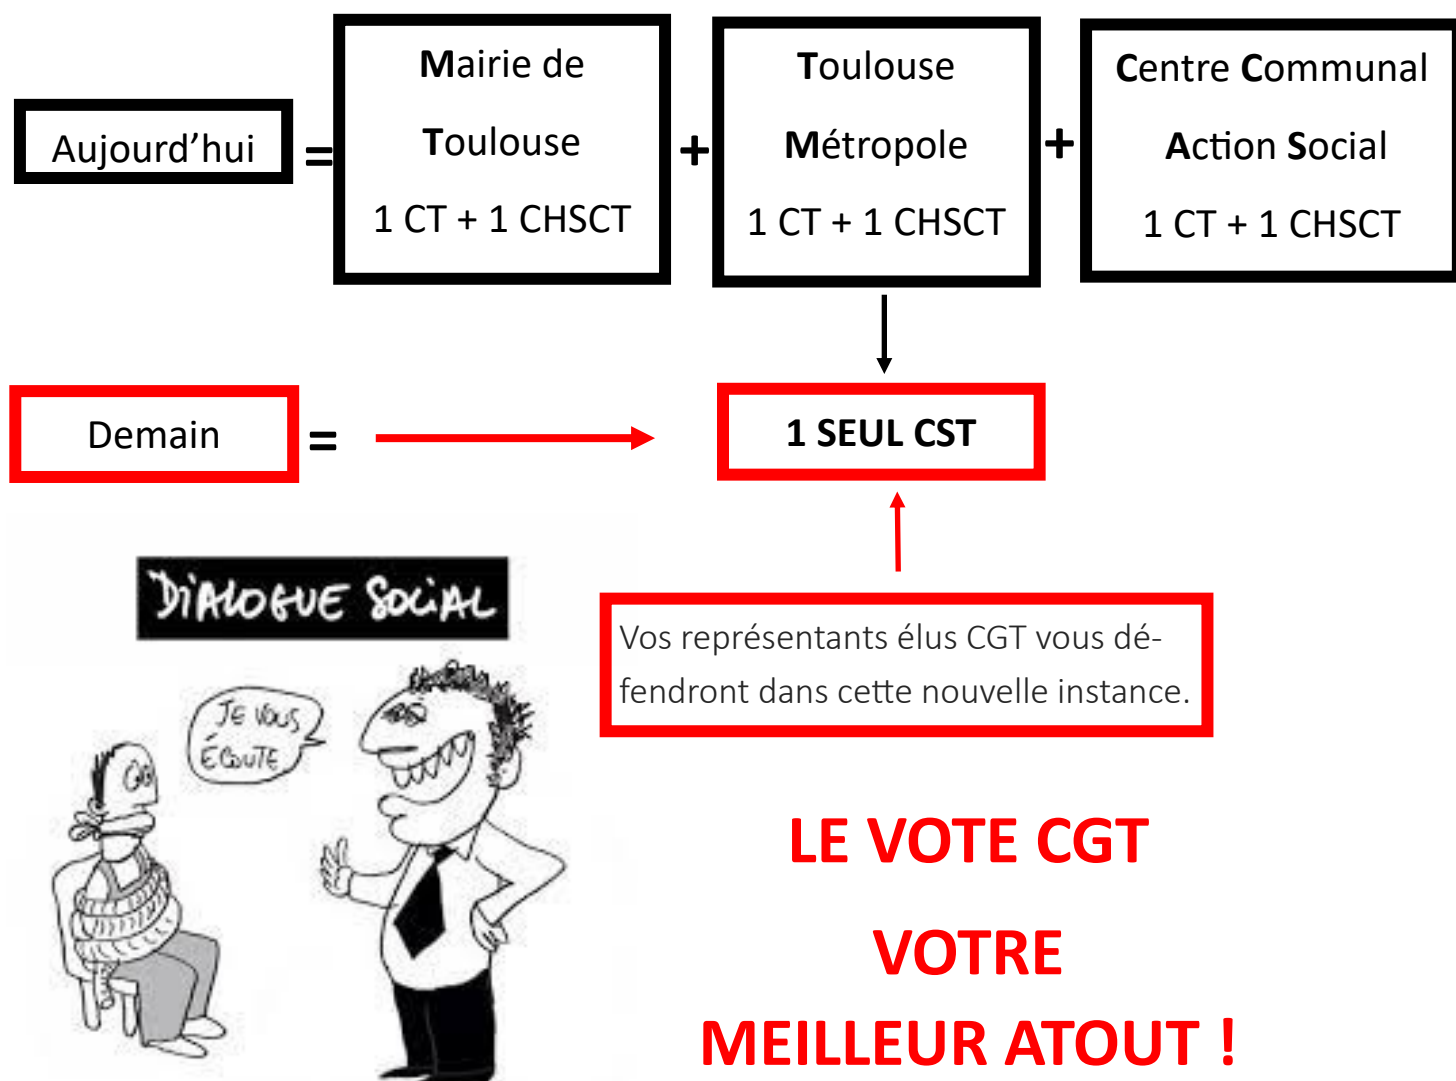 Aujourd’hui
=
Mairie de
Toulouse
1 CT + 1 CHSCT
+
Toulouse
Métropole
1 CT + 1 CHSCT
+
Centre Communal
Action Social
1 CT + 1 CHSCT
Demain
=
1 SEUL CST
DIALOGUE SOCIAL
JE VOUS
ÉCOUTE
Vos représentants élus CGT vous dé-
fendront dans cette nouvelle instance.
LE VOTE CGT
VOTRE
MEILLEUR ATOUT !